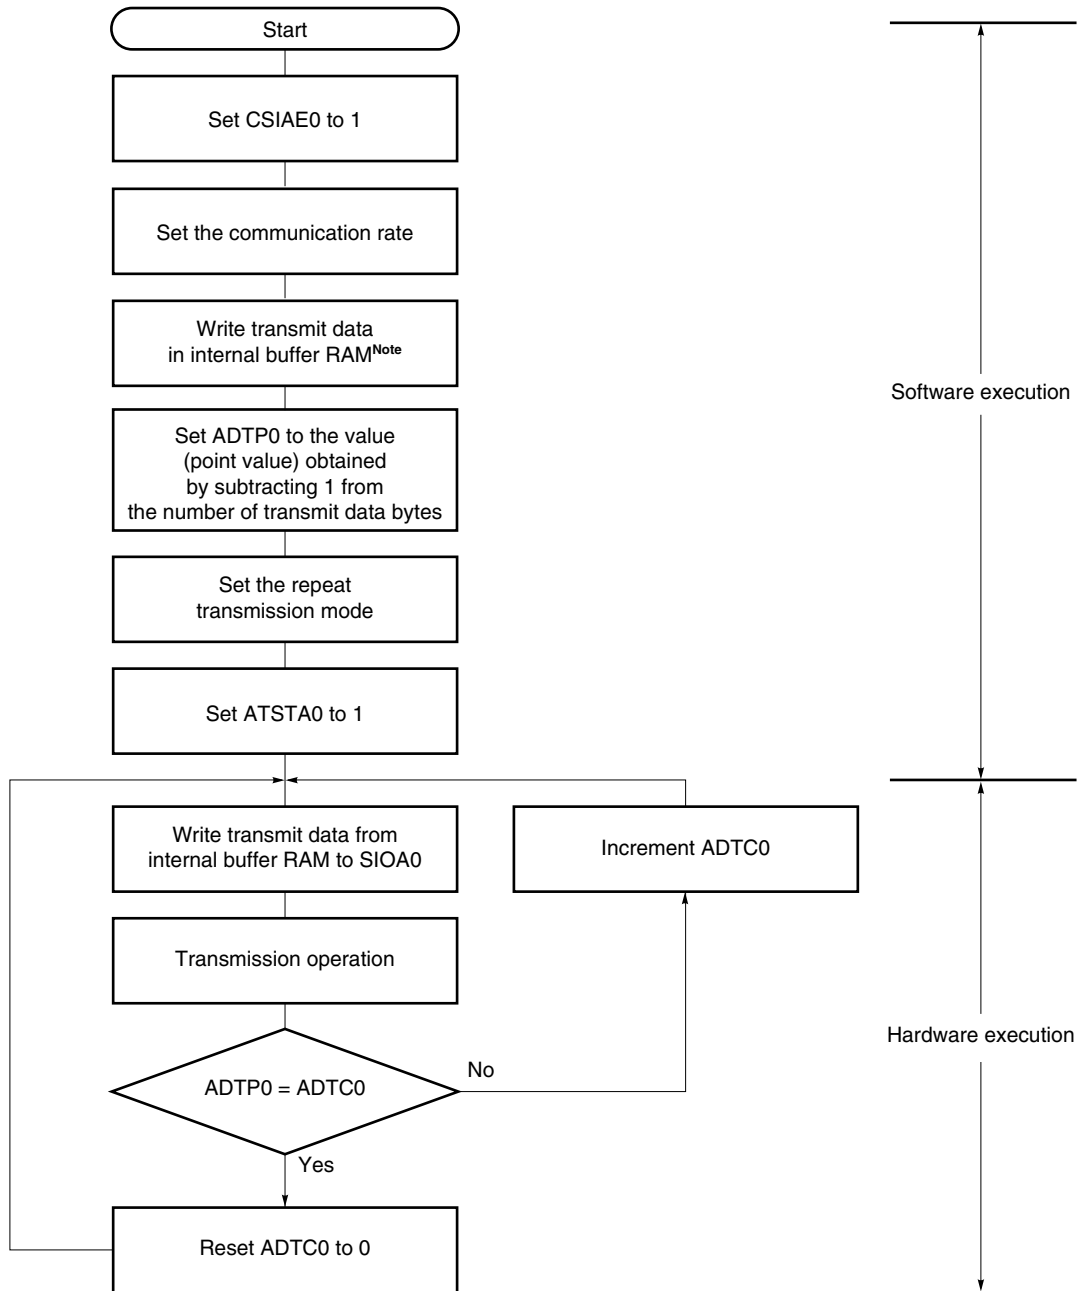 Start
Set CSIAE0 to 1
Set the communication rate
Write transmit data
in internal buffer RAMNote
Set ADTP0 to the value
(point value) obtained
by subtracting 1 from
the number of transmit data bytes
Set the repeat
transmission mode
Set ATSTA0 to 1
Software execution
Write transmit data from
internal buffer RAM to SIOA0
Increment ADTC0
Transmission operation
Hardware execution
ADTP0 = ADTC0
No
Yes
Reset ADTC0 to 0